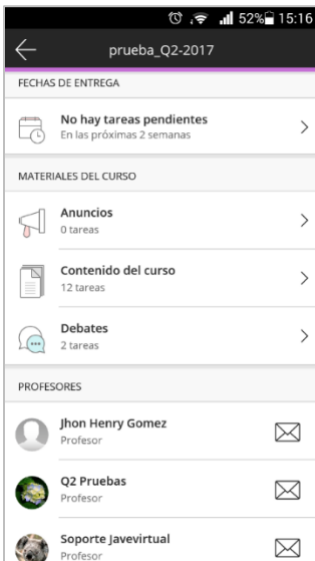 52% 15:16
prueba_Q2-2017
FECHAS DE ENTREGA
No hay tareas pendientes
En las próximas 2 semanas
MATERIALES DEL CURSO
Anuncios
0 tareas
Contenido del curso
12 tareas
Debates
2 tareas
PROFESORES
Jhon Henry Gomez
Profesor
Q2 Pruebas
Profesor
Soporte Javevirtual
Profesor